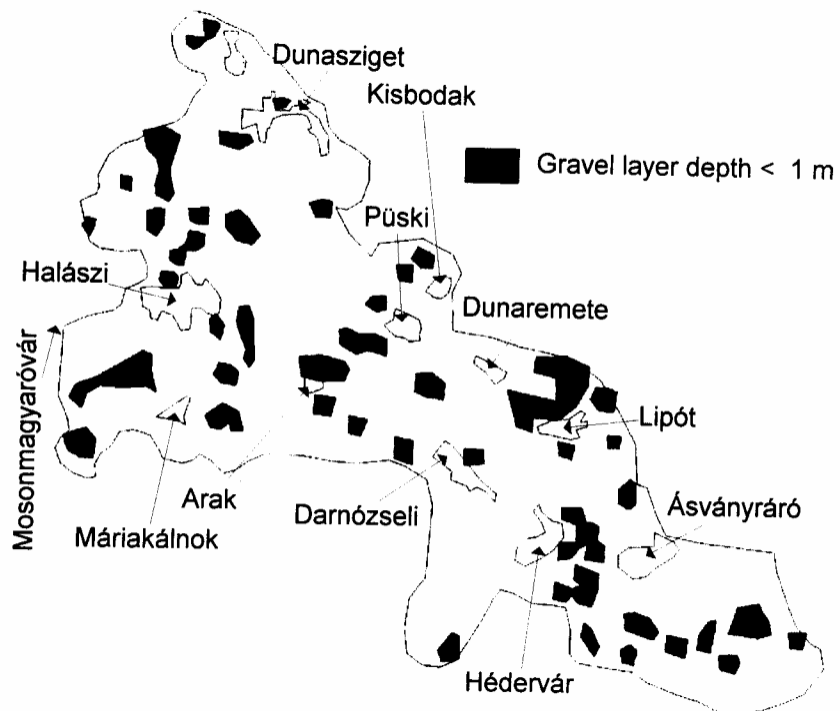 Dunasziget
Kisbodak
Gravel layer depth < 1 m
Püski
Halászi
Dunaremete
Mosonmagyaróvár
Lipót
Arak
Darnózseli
Ásványráró
Máriakálnok
Hédervár